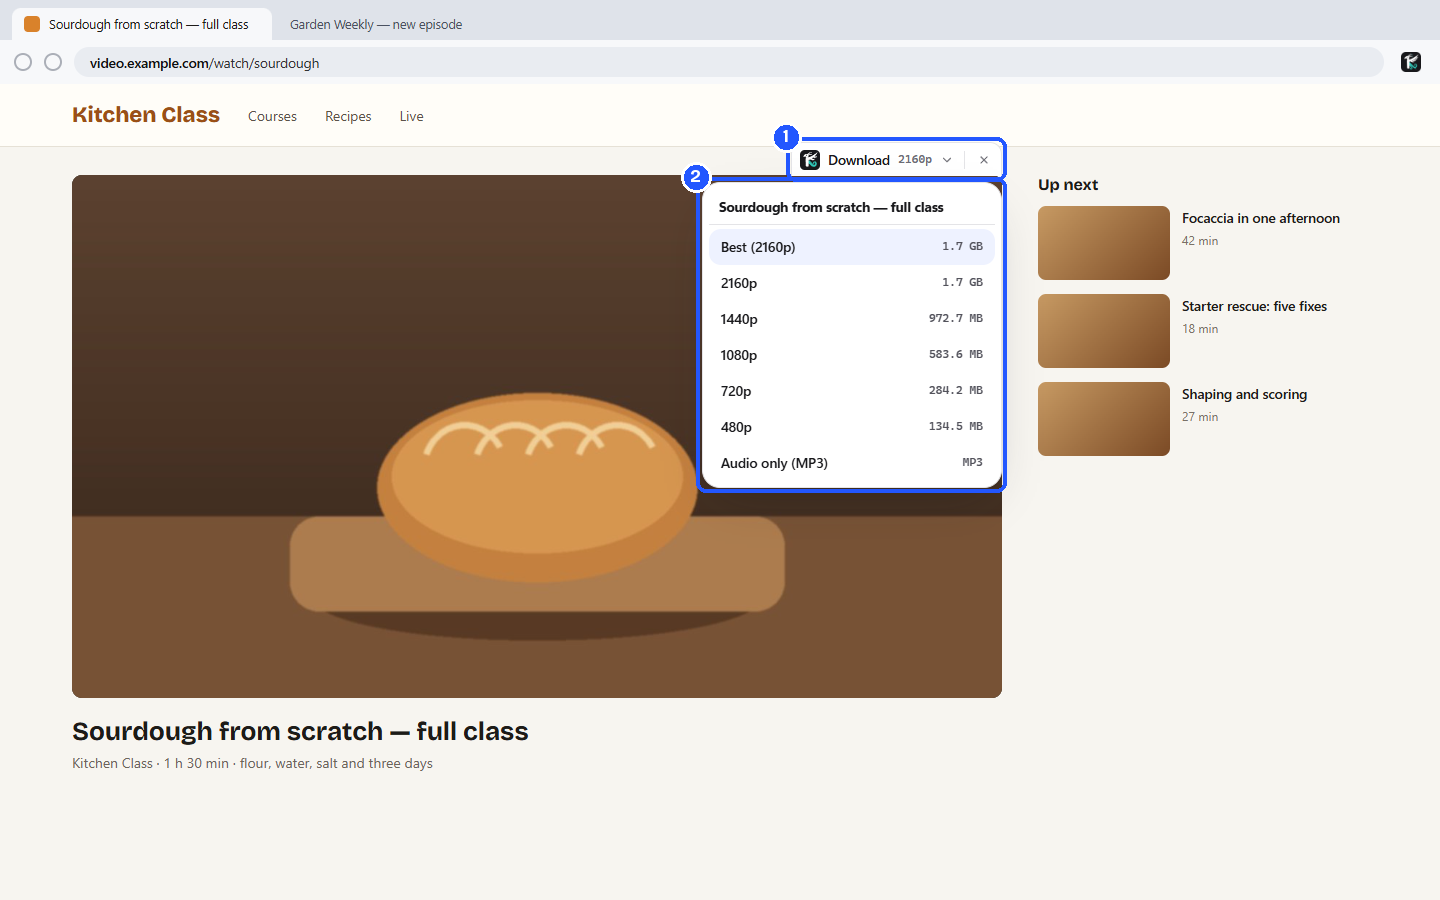 Sourdough from scratch — full class
Garden Weekly — new episode
video.example.com/watch/sourdough
Kitchen Class
Courses
Recipes
Live
1
Download 2160p
2
Sourdough from scratch — full class
Best (2160p) 1.7 GB
2160p 1.7 GB
1440p 972.7 MB
1080p 583.6 MB
720p 284.2 MB
480p 134.5 MB
Audio only (MP3) MP3
Up next
Focaccia in one afternoon
42 min
Starter rescue: five fixes
18 min
Shaping and scoring
27 min
Sourdough from scratch — full class
Kitchen Class · 1 h 30 min · flour, water, salt and three days